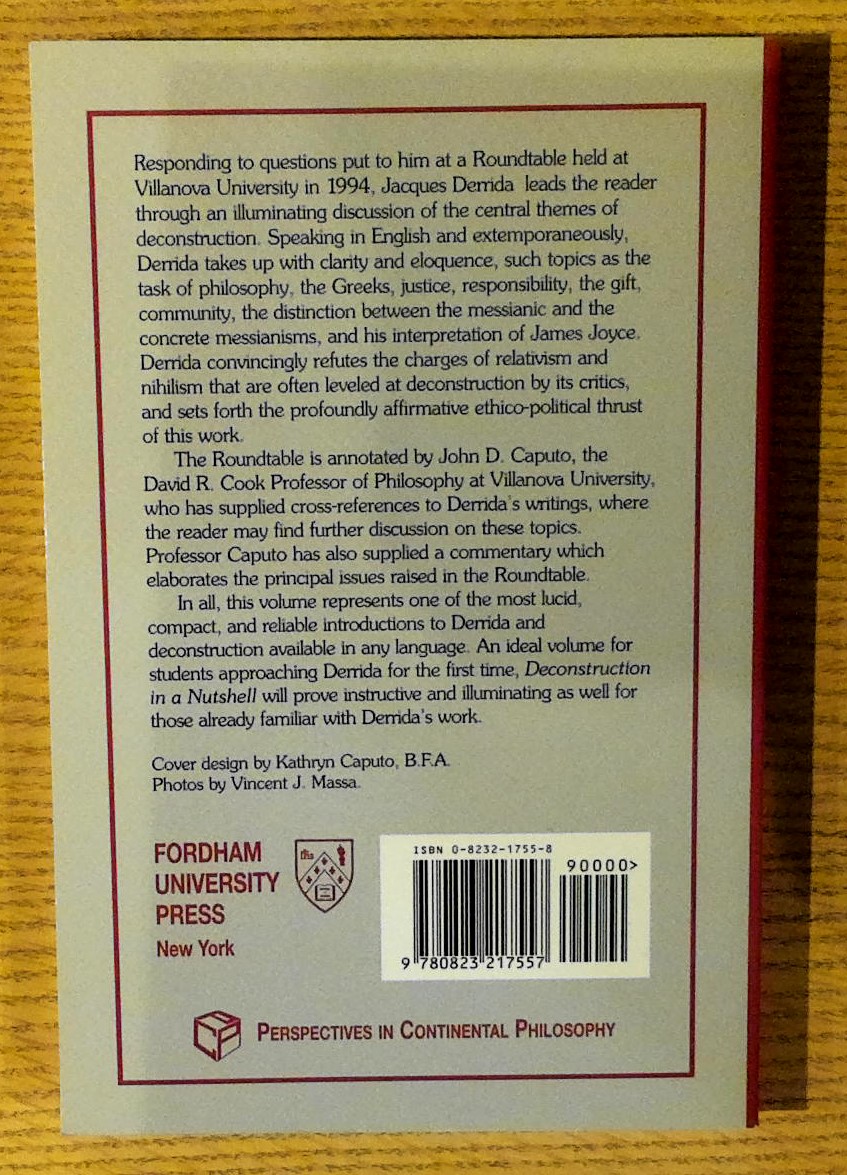 Responding to questions put to him at a Roundtable held at
Villanova University in 1994, Jacques Derrida leads the reader
through an illuminating discussion of the central themes of
deconstruction. Speaking in English and extemporaneously,
Derrida takes up with clarity and eloquence, such topics as the
task of philosophy, the Greeks, justice, responsibility, the gift,
community, the distinction between the messianic and the
concrete messianisms, and his interpretation of James Joyce.
Derrida convincingly refutes the charges of relativism and
nihilism that are often leveled at deconstruction by its critics,
and sets forth the profoundly affirmative ethico-political thrust
of this work.
The Roundtable is annotated by John D. Caputo, the
David R. Cook Professor of Philosophy at Villanova University,
who has supplied cross-references to Derrida's writings, where
the reader may find further discussion on these topics.
Professor Caputo has also supplied a commentary which
elaborates the principal issues raised in the Roundtable.
In all, this volume represents one of the most lucid,
compact, and reliable introductions to Derrida and
deconstruction available in any language. An ideal volume for
students approaching Derrida for the first time, Deconstruction
in a Nutshell will prove instructive and illuminating as well for
those already familiar with Derrida's work.
Cover design by Kathryn Caputo, B.F.A.
Photos by Vincent J. Massa.
FORDHAM
UNIVERSITY
PRESS
New York
ISBN 0-8232-1755-8
90000>
9 780823 217557
PERSPECTIVES IN CONTINENTAL PHILOSOPHY